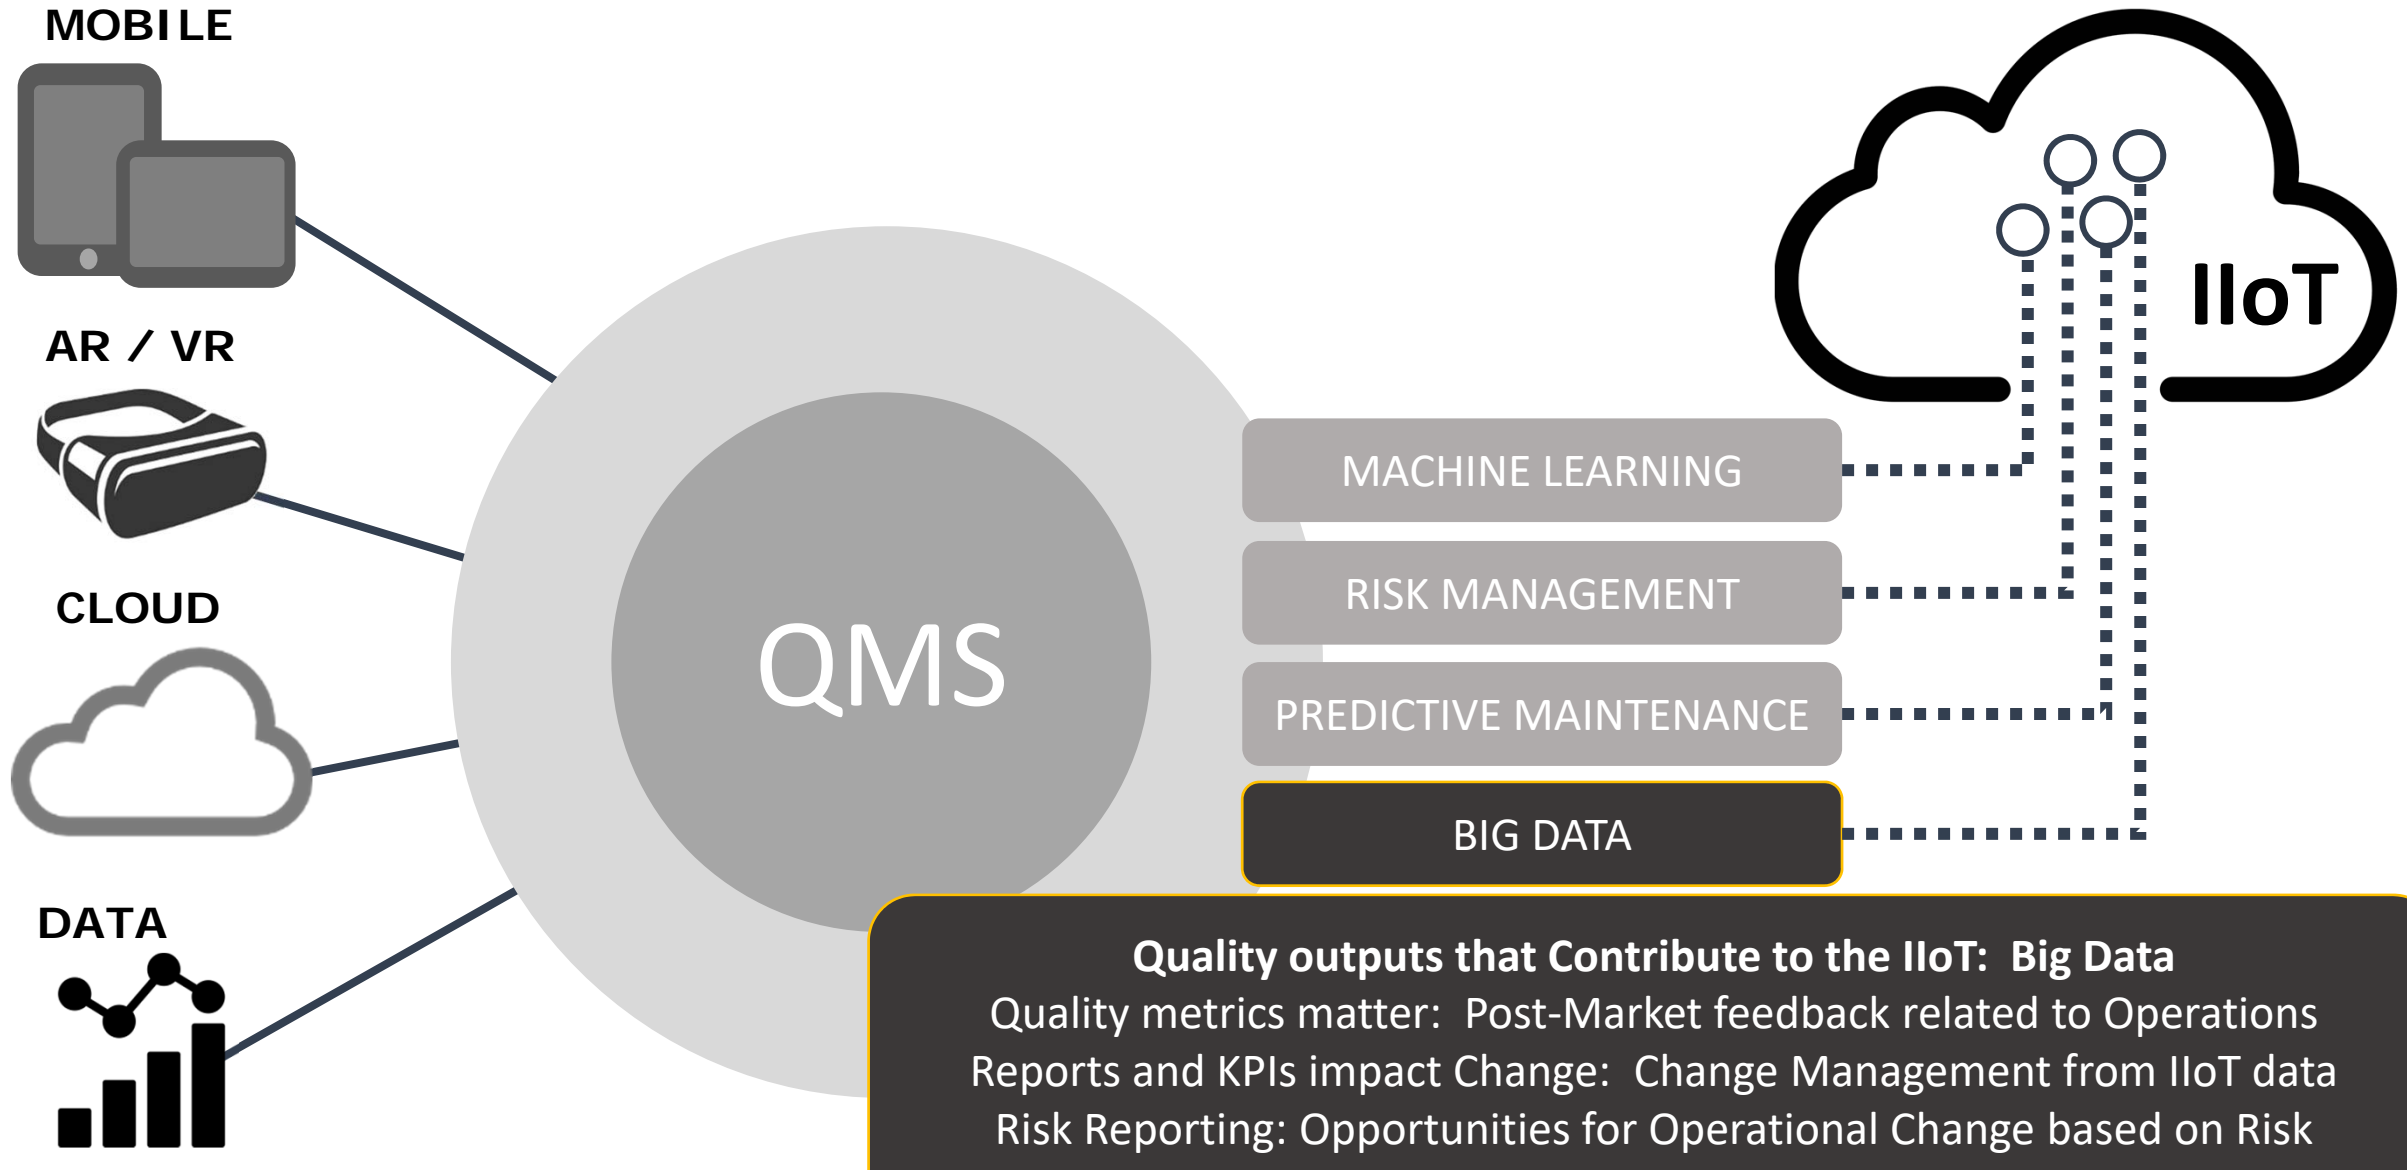 MOBILE
AR / VR
CLOUD
DATA
QMS
MACHINE LEARNING
RISK MANAGEMENT
PREDICTIVE MAINTENANCE
BIG DATA
IIoT
Quality outputs that Contribute to the IIoT:  Big Data
Quality metrics matter:  Post-Market feedback related to Operations
Reports and KPIs impact Change:  Change Management from IIoT data
Risk Reporting: Opportunities for Operational Change based on Risk